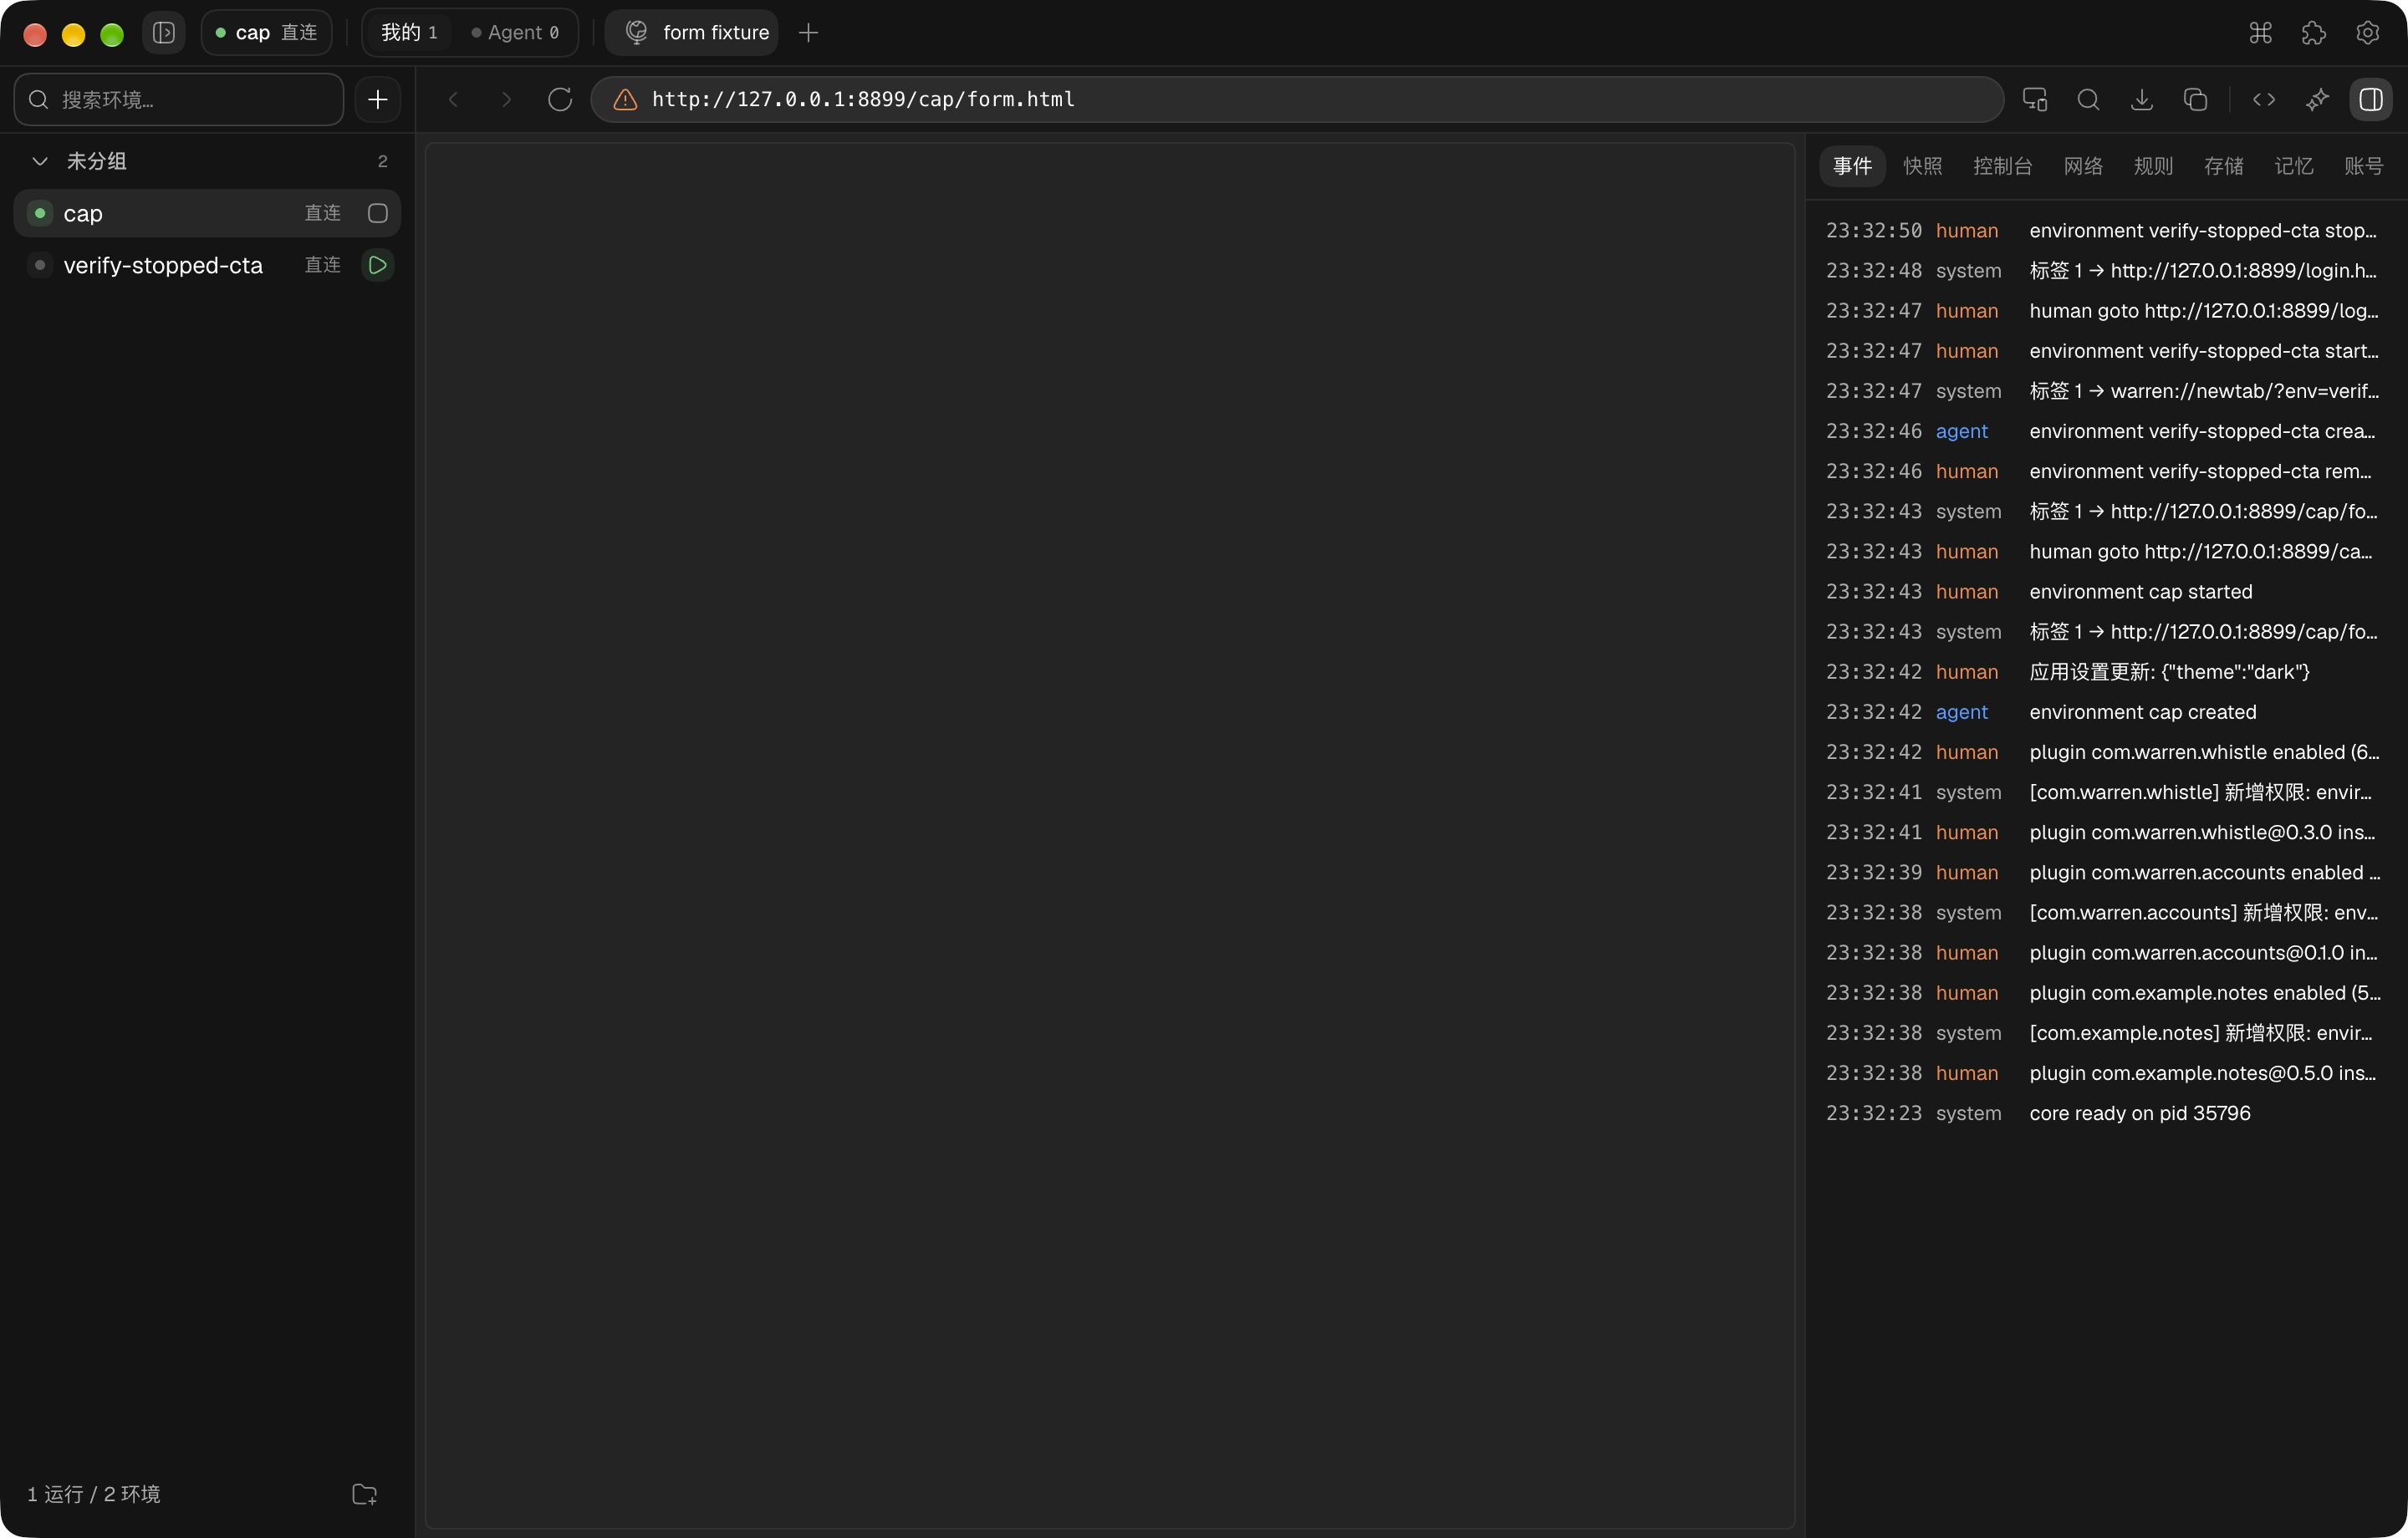 cap 直连 我的 1 Agent 0 form fixture
搜索环境...
http://127.0.0.1:8899/cap/form.html
未分组 2
cap 直连
verify-stopped-cta 直连
1 运行 / 2 环境
事件 快照 控制台 网络 规则 存储 记忆 账号
23:32:50 human environment verify-stopped-cta stop...
23:32:48 system 标签 1 → http://127.0.0.1:8899/login.h...
23:32:47 human human goto http://127.0.0.1:8899/log...
23:32:47 human environment verify-stopped-cta start...
23:32:47 system 标签 1 → warren://newtab/?env=verif...
23:32:46 agent environment verify-stopped-cta crea...
23:32:46 human environment verify-stopped-cta rem...
23:32:43 system 标签 1 → http://127.0.0.1:8899/cap/fo...
23:32:43 human human goto http://127.0.0.1:8899/ca...
23:32:43 human environment cap started
23:32:43 system 标签 1 → http://127.0.0.1:8899/cap/fo...
23:32:42 human 应用设置更新: {"theme":"dark"}
23:32:42 agent environment cap created
23:32:42 human plugin com.warren.whistle enabled (6...
23:32:41 system [com.warren.whistle] 新增权限: envir...
23:32:41 human plugin com.warren.whistle@0.3.0 ins...
23:32:39 human plugin com.warren.accounts enabled ...
23:32:38 system [com.warren.accounts] 新增权限: env...
23:32:38 human plugin com.warren.accounts@0.1.0 in...
23:32:38 human plugin com.example.notes enabled (5...
23:32:38 system [com.example.notes] 新增权限: envir...
23:32:38 human plugin com.example.notes@0.5.0 ins...
23:32:23 system core ready on pid 35796